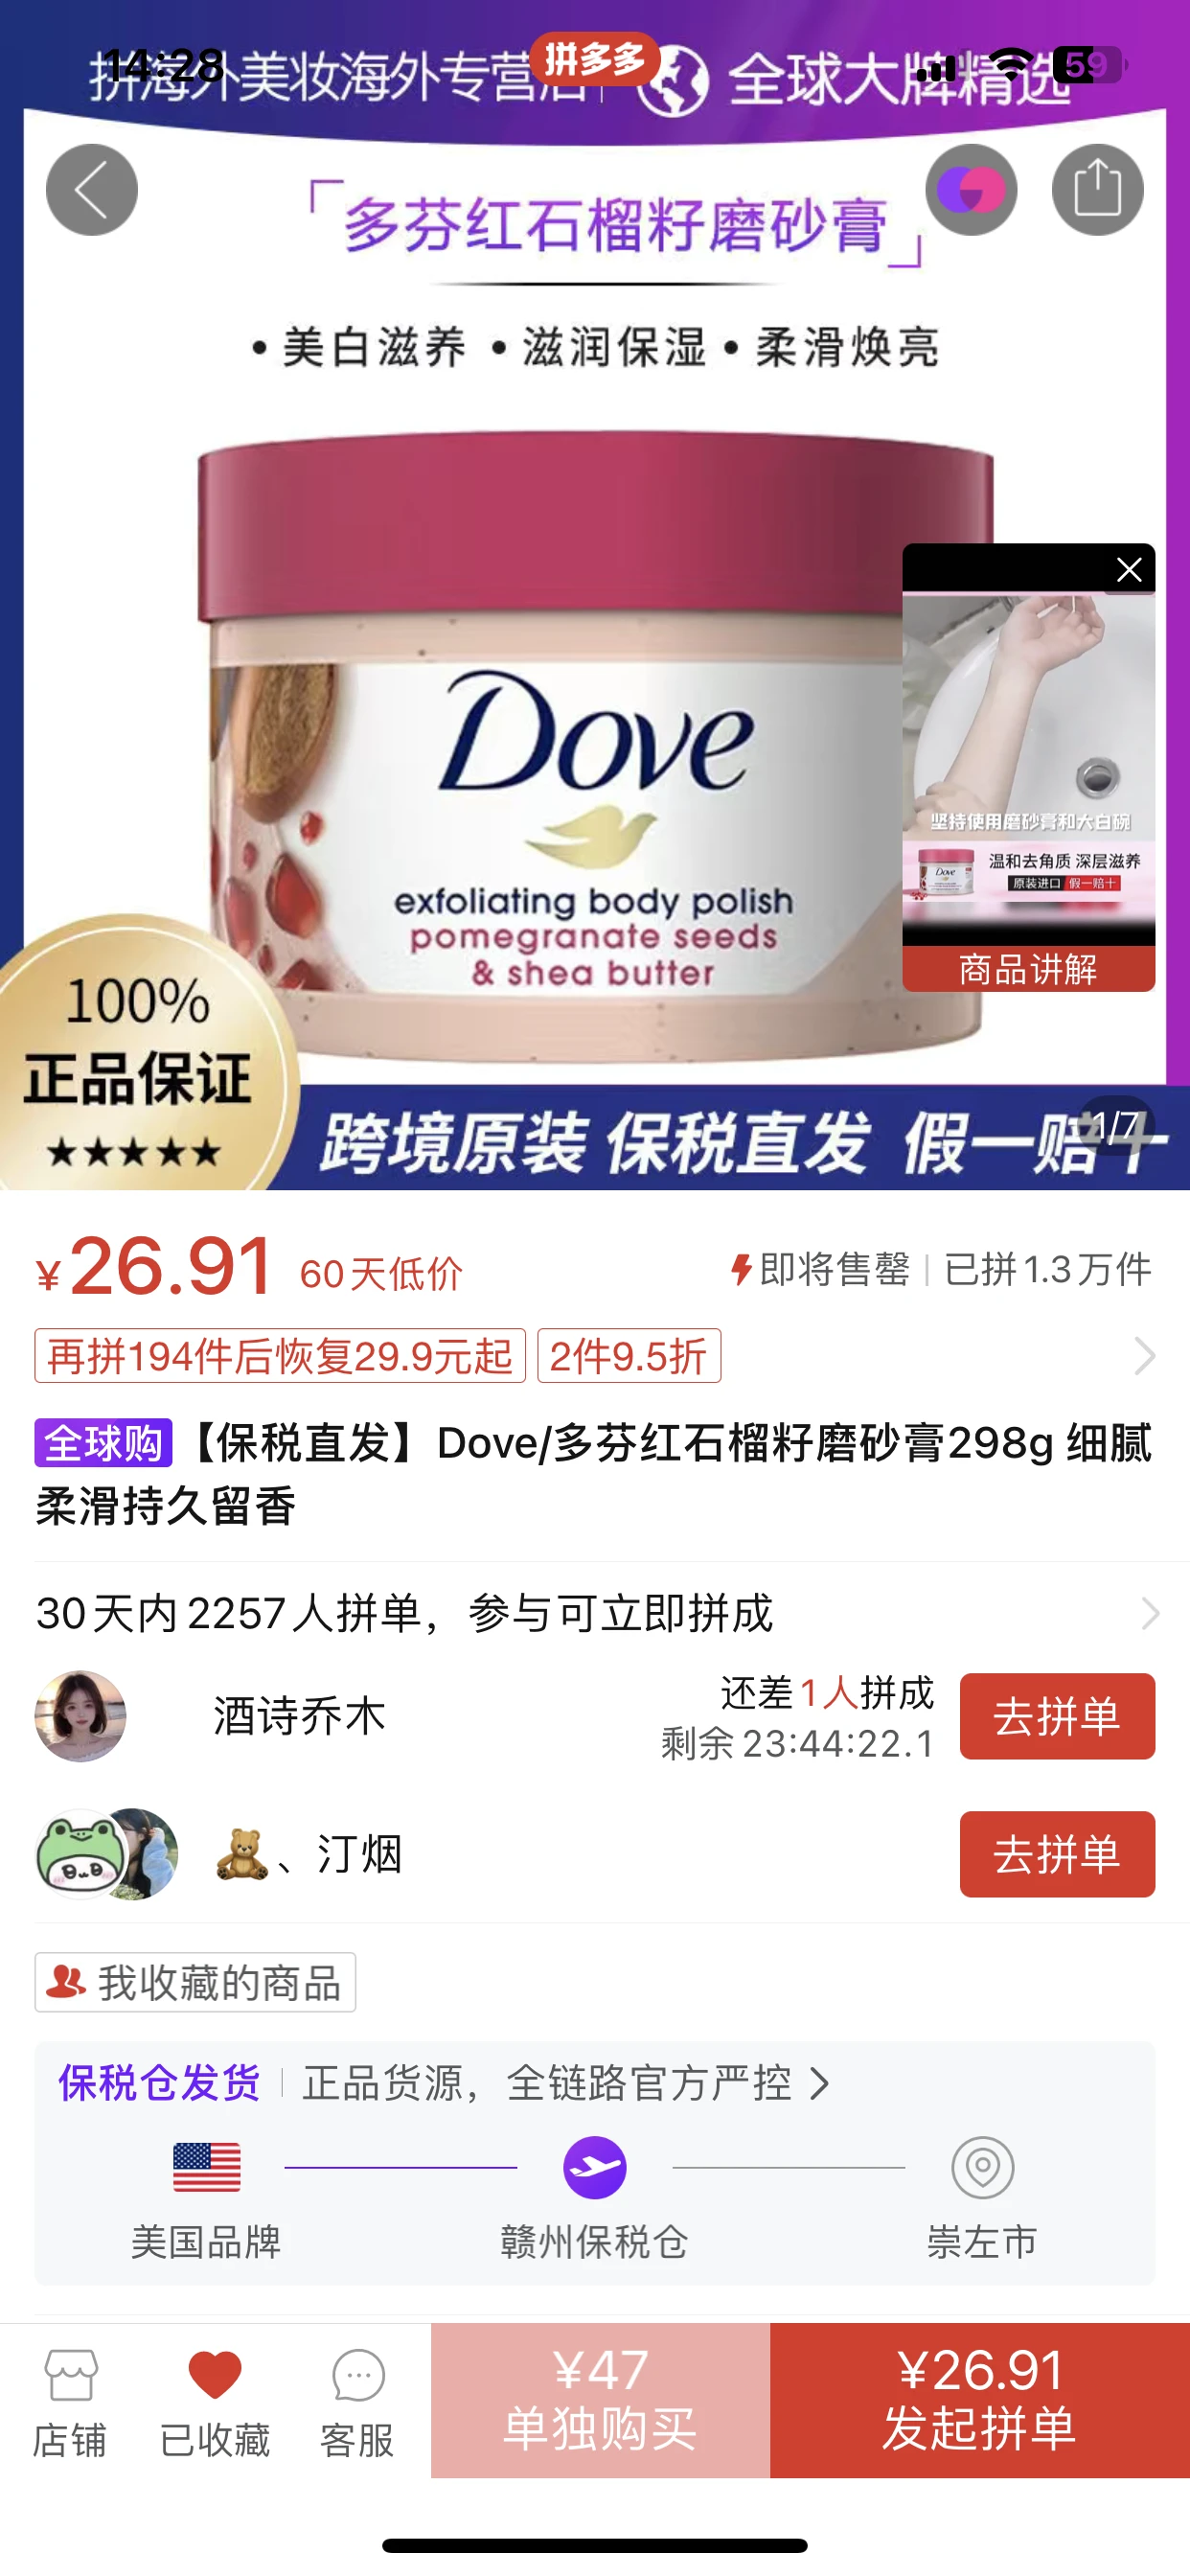 14:28
拼多多
59
拼海外美妆海外专营店
全球大牌精选
「多芬红石榴籽磨砂膏」
•美白滋养 •滋润保湿 •柔滑焕亮
Dove
exfoliating body polish
pomegranate seeds
& shea butter
坚持使用磨砂膏和大白碗
Dove
温和去角质 深层滋养
原装进口 假一赔十
商品讲解
100%
正品保证
★★★★★
跨境原装 保税直发 假一赔十
1/7
¥26.91 60天低价
即将售罄 | 已拼1.3万件
再拼194件后恢复29.9元起 2件9.5折
全球购【保税直发】Dove/多芬红石榴籽磨砂膏298g 细腻
柔滑持久留香
30天内2257人拼单，参与可立即拼成
酒诗乔木
还差1人拼成
剩余23:44:22.1
去拼单
🧸、汀烟
去拼单
我收藏的商品
保税仓发货 | 正品货源，全链路官方严控 >
美国品牌
赣州保税仓
崇左市
店铺
已收藏
客服
¥47
单独购买
¥26.91
发起拼单